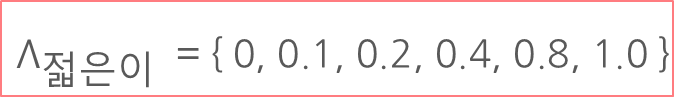 Λ젊은이 = { 0, 0.1, 0.2, 0.4, 0.8, 1.0 }